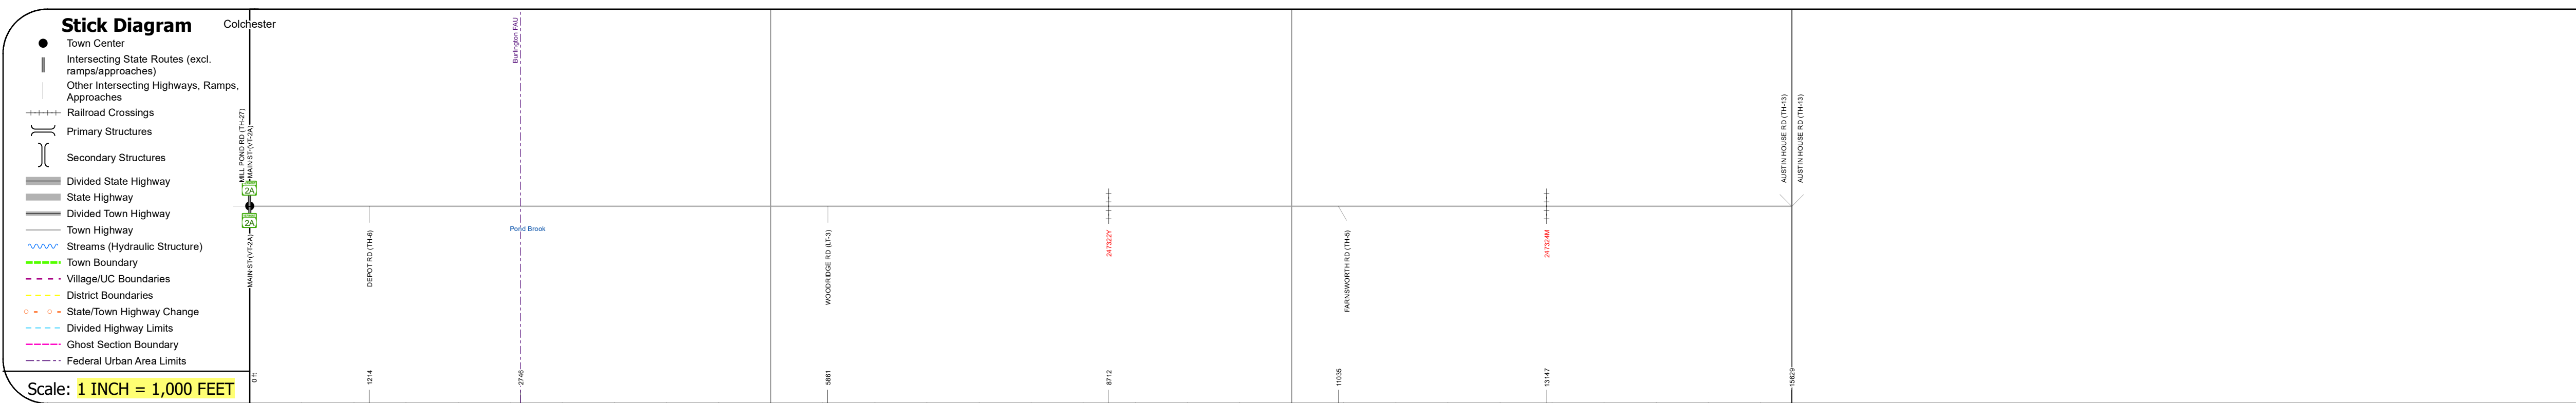 Stick Diagram
Town Center
Intersecting State Routes (excl.
ramps/approaches)
Other Intersecting Highways, Ramps,
Approaches
Railroad Crossings
Primary Structures
Secondary Structures
Divided State Highway
State Highway
Divided Town Highway
Town Highway
Streams (Hydraulic Structure)
Town Boundary
Village/UC Boundaries
District Boundaries
State/Town Highway Change
Divided Highway Limits
Ghost Section Boundary
Federal Urban Area Limits
Scale: 1 INCH = 1,000 FEET
Colchester
MILL POND RD (TH-27)
MAIN ST (VT-2A)
2A
2A
MAIN ST (VT-2A)
0 ft
DEPOT RD (TH-6)
1214
Burlington FAU
Pond Brook
2746
WOODRIDGE RD (LT-3)
5861
247322Y
8712
FARNSWORTH RD (TH-5)
11035
247324M
13147
AUSTIN HOUSE RD (TH-13)
AUSTIN HOUSE RD (TH-13)
15629